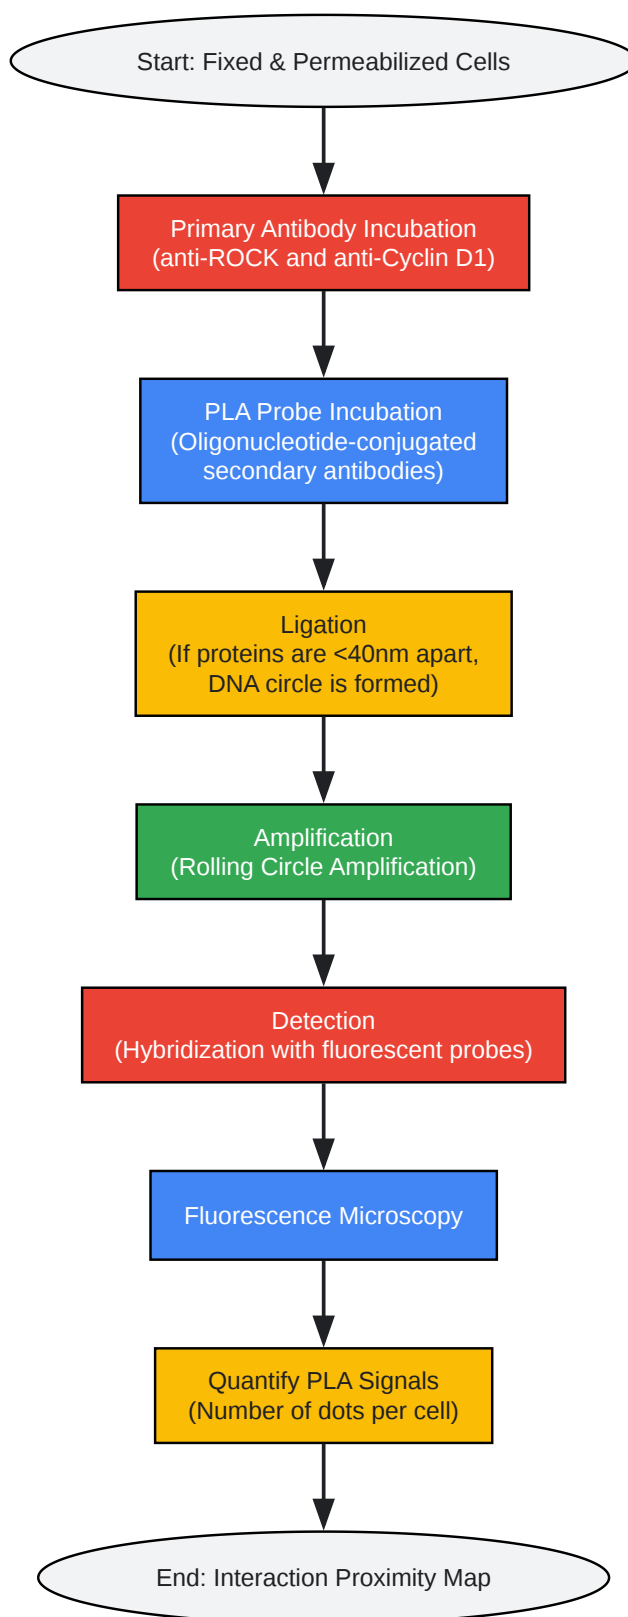 Start: Fixed & Permeabilized Cells
Primary Antibody Incubation
(anti-ROCK and anti-Cyclin D1)
PLA Probe Incubation
(Oligonucleotide-conjugated
secondary antibodies)
Ligation
(If proteins are <40nm apart,
DNA circle is formed)
Amplification
(Rolling Circle Amplification)
Detection
(Hybridization with fluorescent probes)
Fluorescence Microscopy
Quantify PLA Signals
(Number of dots per cell)
End: Interaction Proximity Map